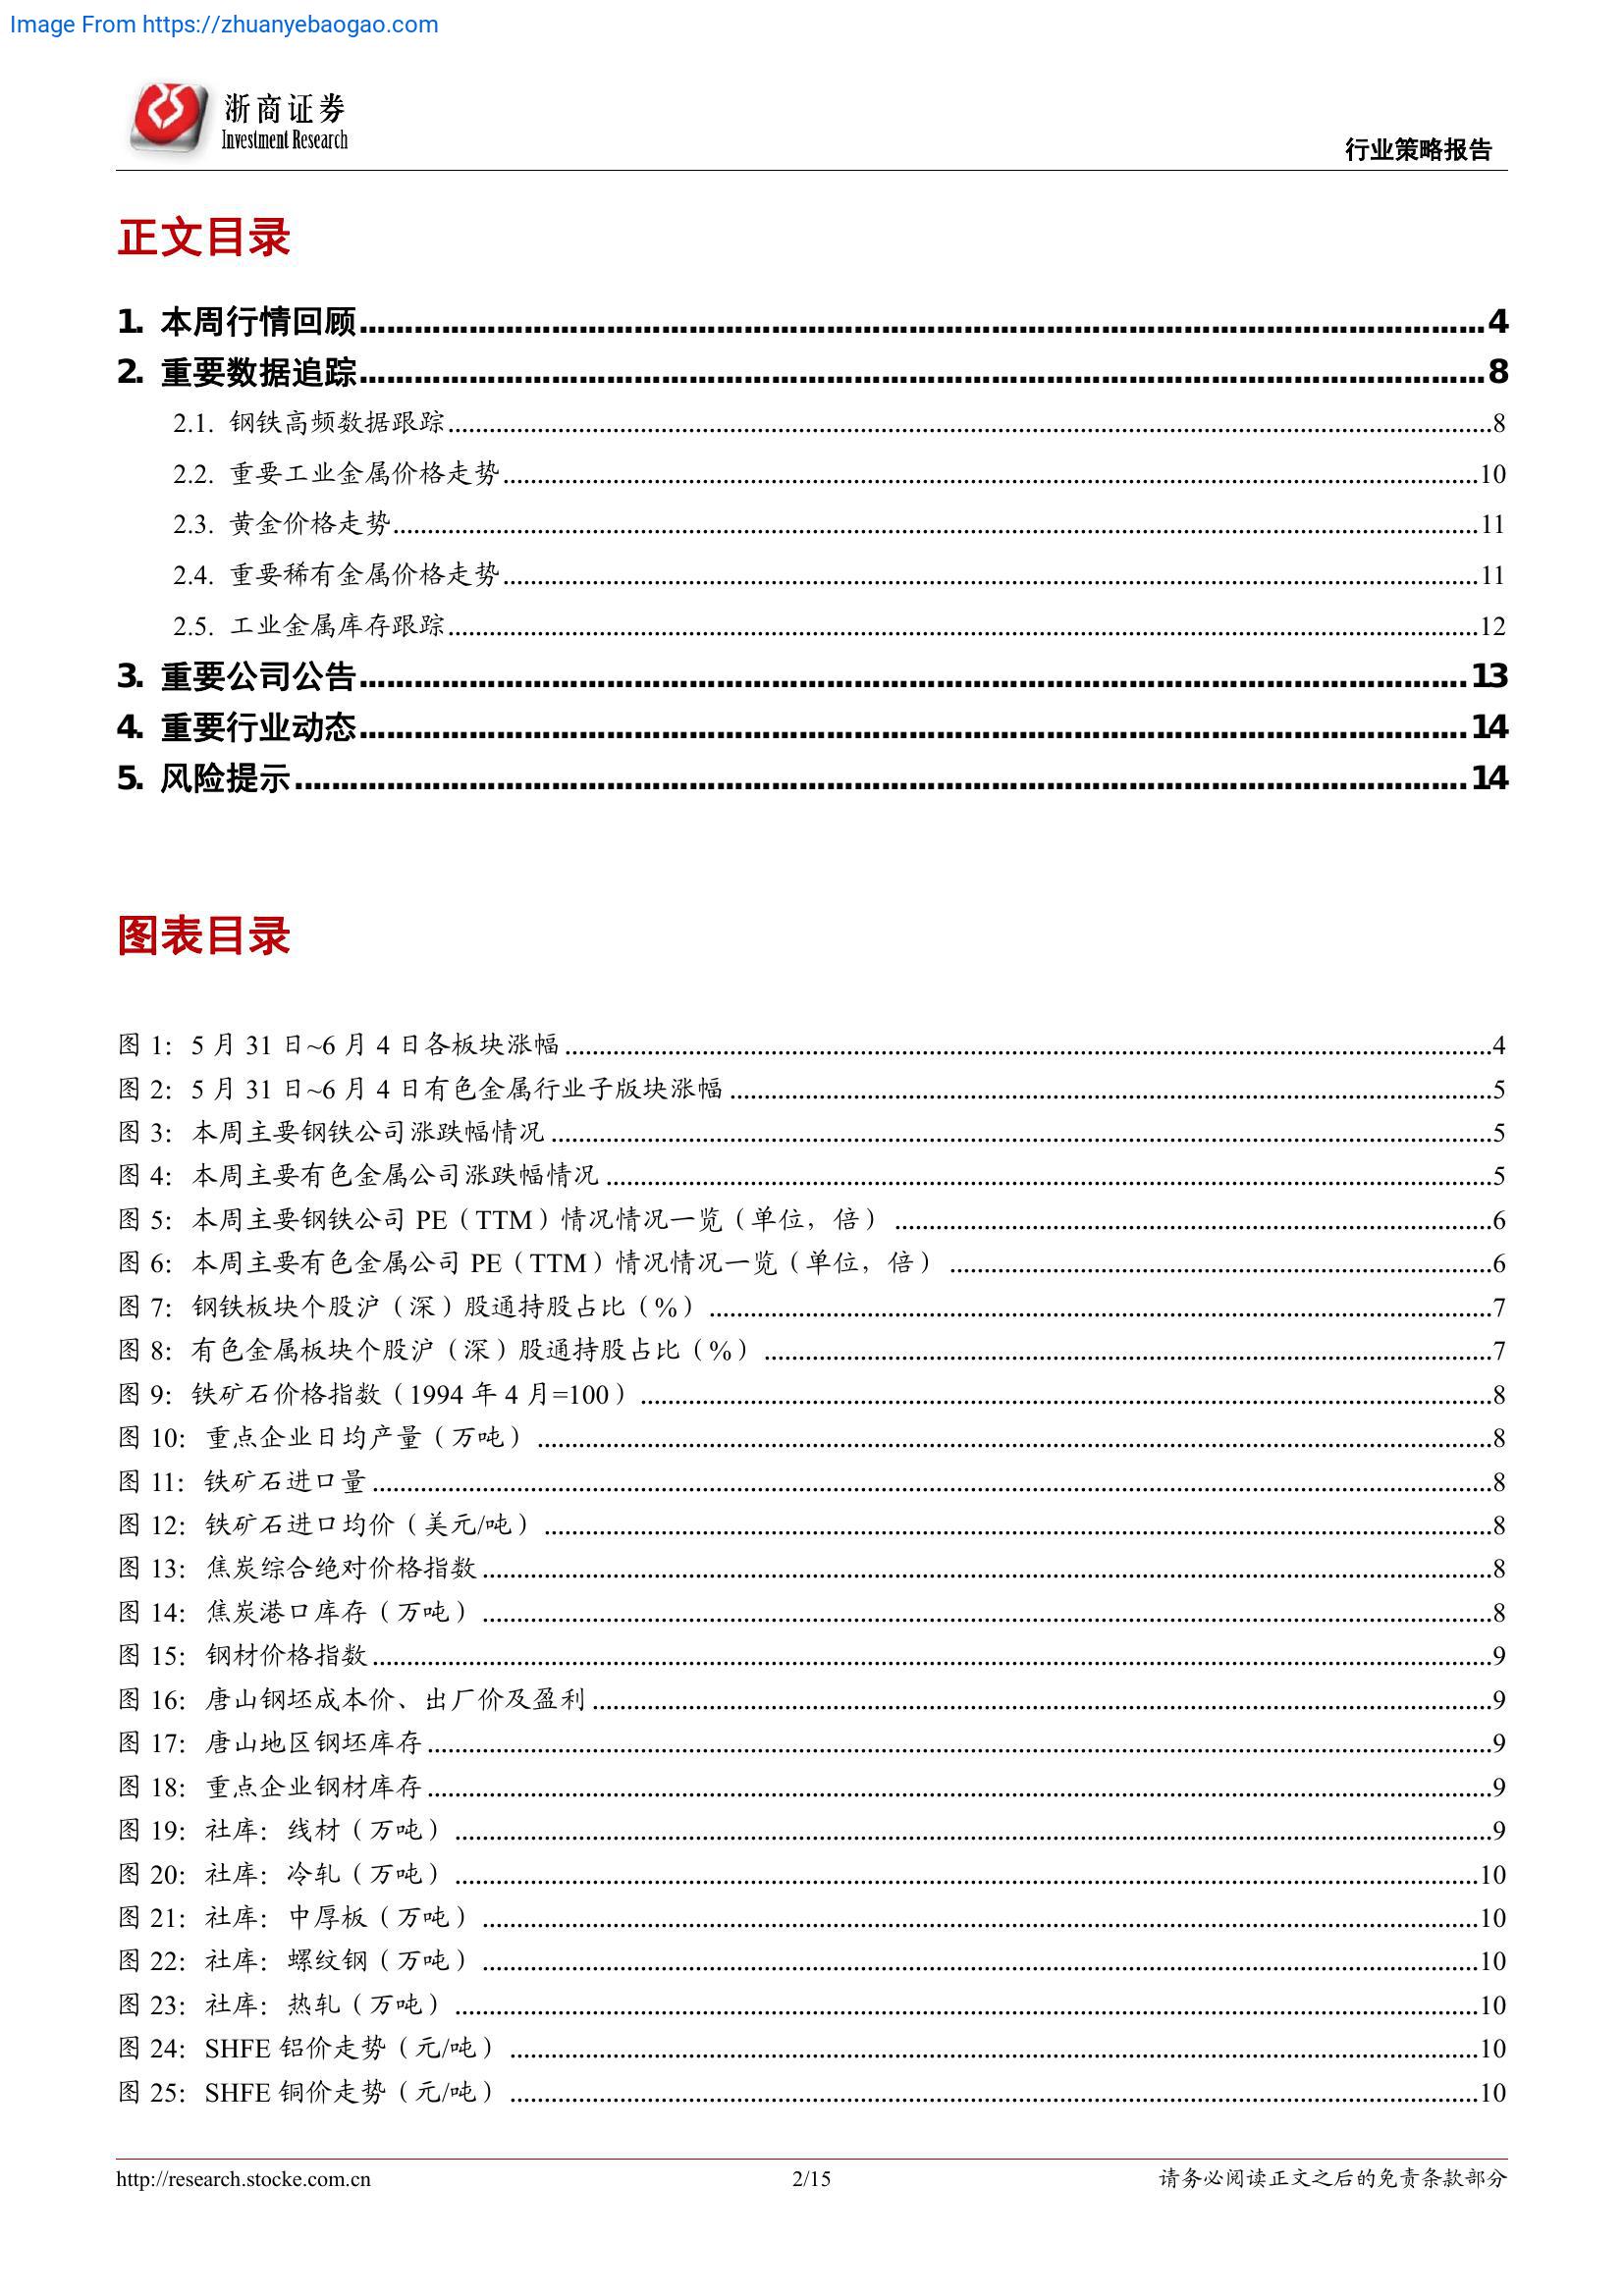 Image From https://zhuanyebaogao.com
浙商证券
Investment Research
行业策略报告
正文目录
1. 本周行情回顾 4
2. 重要数据追踪 8
2.1. 钢铁高频数据跟踪 8
2.2. 重要工业金属价格走势 10
2.3. 黄金价格走势 11
2.4. 重要稀有金属价格走势 11
2.5. 工业金属库存跟踪 12
3. 重要公司公告 13
4. 重要行业动态 14
5. 风险提示 14
图表目录
图 1：5 月 31 日~6 月 4 日各板块涨幅 4
图 2：5 月 31 日~6 月 4 日有色金属行业子版块涨幅 5
图 3：本周主要钢铁公司涨跌幅情况 5
图 4：本周主要有色金属公司涨跌幅情况 5
图 5：本周主要钢铁公司 PE（TTM）情况情况一览（单位，倍） 6
图 6：本周主要有色金属公司 PE（TTM）情况情况一览（单位，倍） 6
图 7：钢铁板块个股沪（深）股通持股占比（%） 7
图 8：有色金属板块个股沪（深）股通持股占比（%） 7
图 9：铁矿石价格指数（1994 年 4 月=100） 8
图 10：重点企业日均产量（万吨） 8
图 11：铁矿石进口量 8
图 12：铁矿石进口均价（美元/吨） 8
图 13：焦炭综合绝对价格指数 8
图 14：焦炭港口库存（万吨） 8
图 15：钢材价格指数 9
图 16：唐山钢坯成本价、出厂价及盈利 9
图 17：唐山地区钢坯库存 9
图 18：重点企业钢材库存 9
图 19：社库：线材（万吨） 9
图 20：社库：冷轧（万吨） 10
图 21：社库：中厚板（万吨） 10
图 22：社库：螺纹钢（万吨） 10
图 23：社库：热轧（万吨） 10
图 24：SHFE 铝价走势（元/吨） 10
图 25：SHFE 铜价走势（元/吨） 10
http://research.stocke.com.cn 2/15 请务必阅读正文之后的免责条款部分